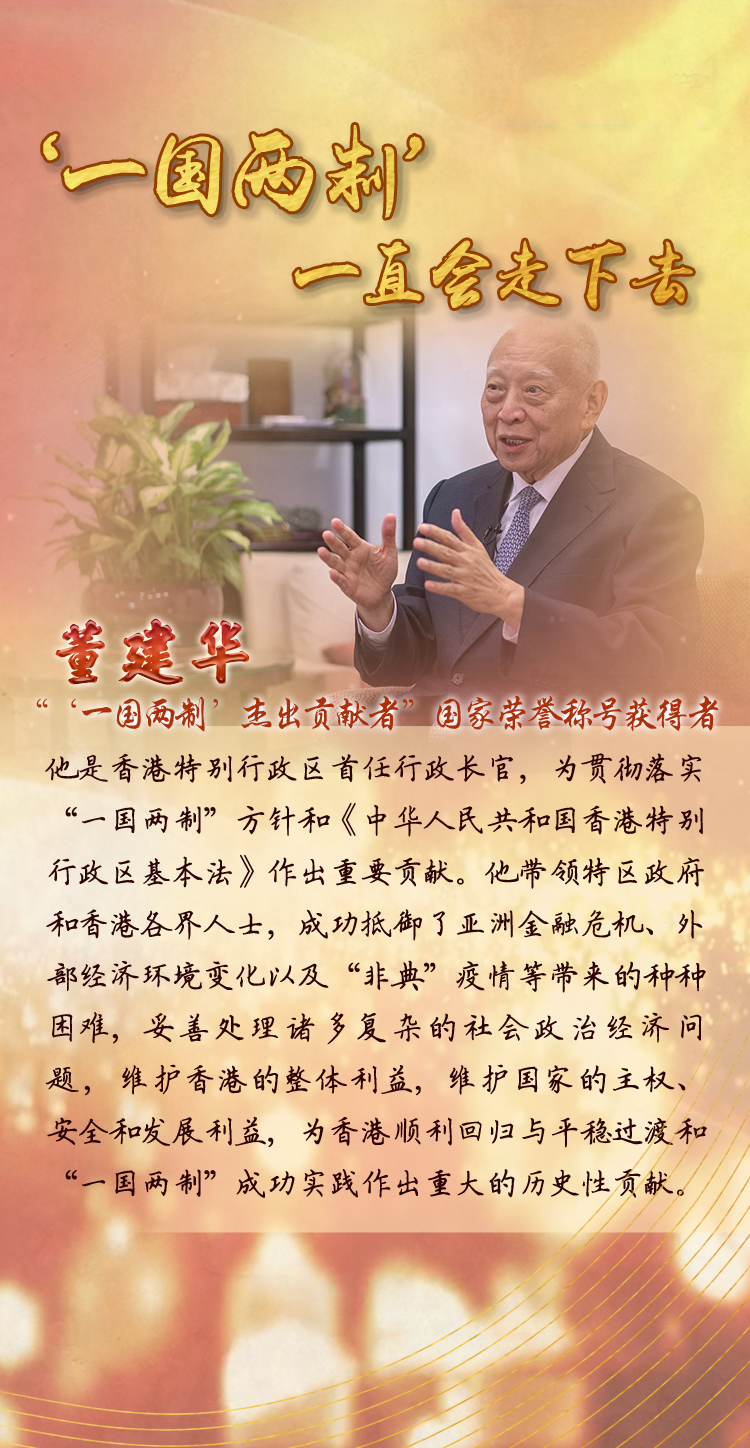 ‘一国两制’
一直会走下去
董建华
“‘一国两制’杰出贡献者”国家荣誉称号获得者
他是香港特别行政区首任行政长官，为贯彻落实
“一国两制”方针和《中华人民共和国香港特别
行政区基本法》作出重要贡献。他带领特区政府
和香港各界人士，成功抵御了亚洲金融危机、外
部经济环境变化以及“非典”疫情等带来的种种
困难，妥善处理诸多复杂的社会政治经济问
题，维护香港的整体利益，维护国家的主权、
安全和发展利益，为香港顺利回归与平稳过渡和
“一国两制”成功实践作出重大的历史性贡献。